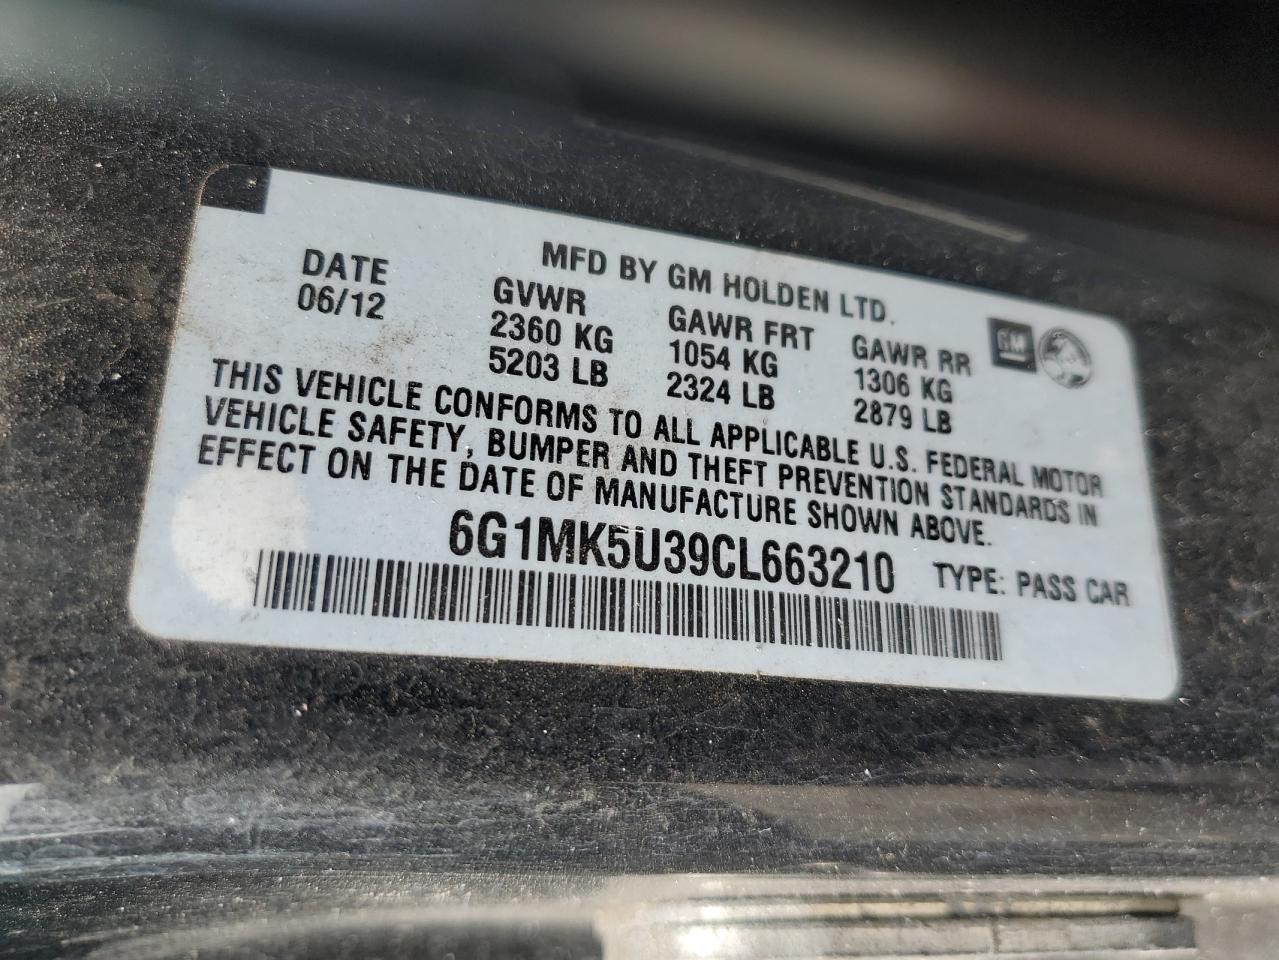 MFD BY GM HOLDEN LTD.
DATE GVWR GAWR FRT GAWR RR GM
06/12 2360 KG 1054 KG 1306 KG
5203 LB 2324 LB 2879 LB
THIS VEHICLE CONFORMS TO ALL APPLICABLE U.S. FEDERAL MOTOR
VEHICLE SAFETY, BUMPER AND THEFT PREVENTION STANDARDS IN
EFFECT ON THE DATE OF MANUFACTURE SHOWN ABOVE.
6G1MK5U39CL663210 TYPE: PASS CAR